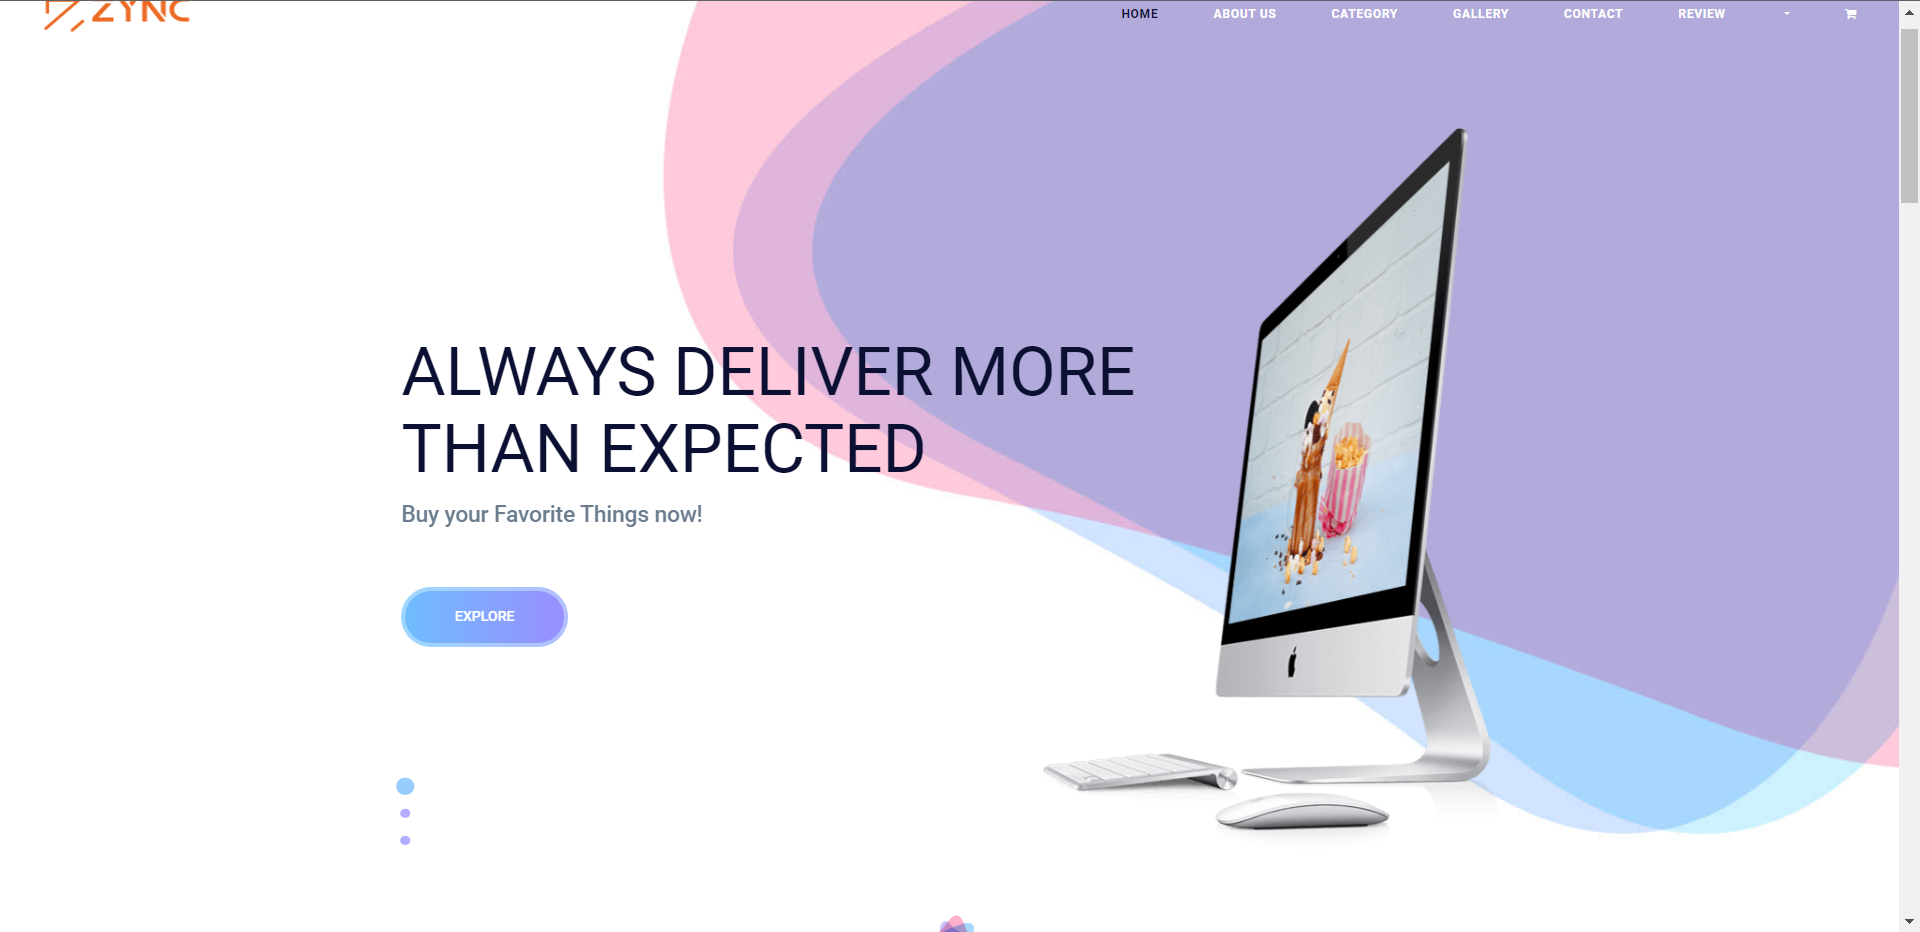 ZYNC
HOME ABOUT US CATEGORY GALLERY CONTACT REVIEW
ALWAYS DELIVER MORE
THAN EXPECTED
Buy your Favorite Things now!
EXPLORE